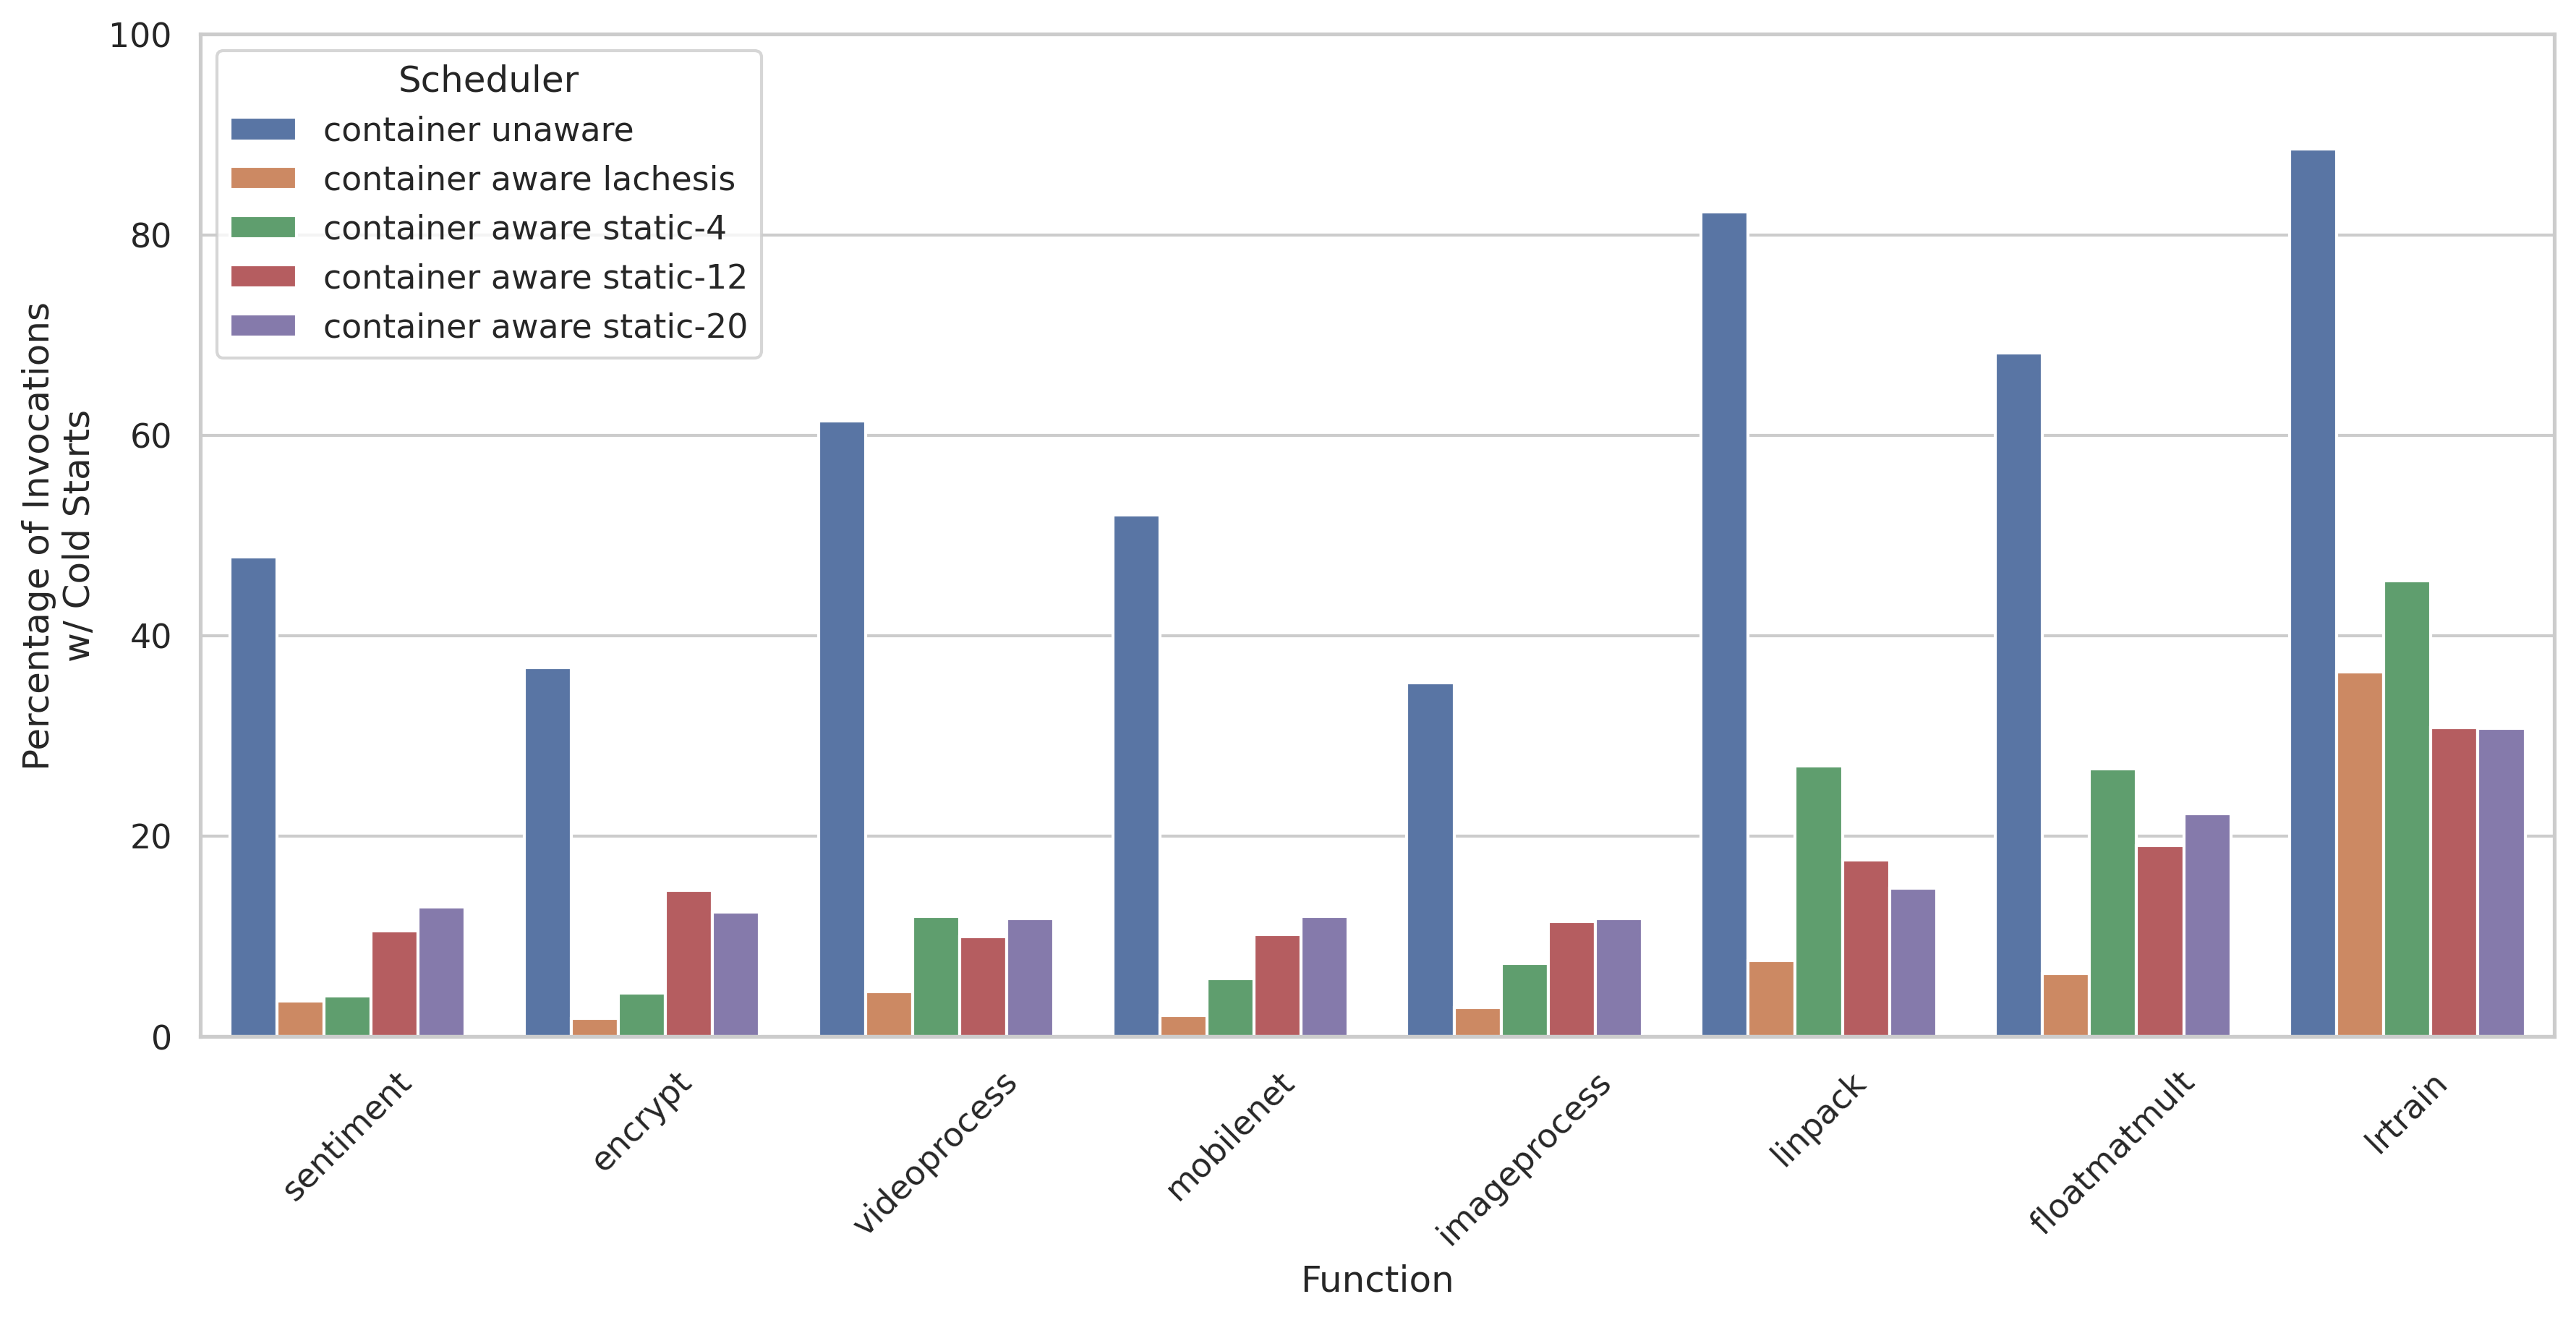 Percentage of Invocations
w/ Cold Starts
100
80
60
40
20
0
Scheduler
container unaware
container aware lachesis
container aware static-4
container aware static-12
container aware static-20
sentiment
encrypt
videoprocess
mobilenet
imageprocess
linpack
floatmatmult
lrtrain
Function